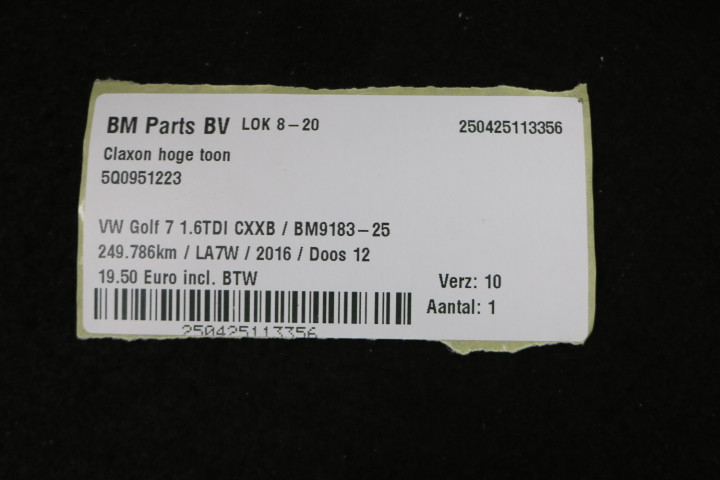 BM Parts BV LOK 8-20 250425113356
Claxon hoge toon
5Q0951223
VW Golf 7 1.6TDI CXXB / BM9183-25
249.786km / LA7W / 2016 / Doos 12
19.50 Euro incl. BTW Verz: 10
Aantal: 1
250425113356